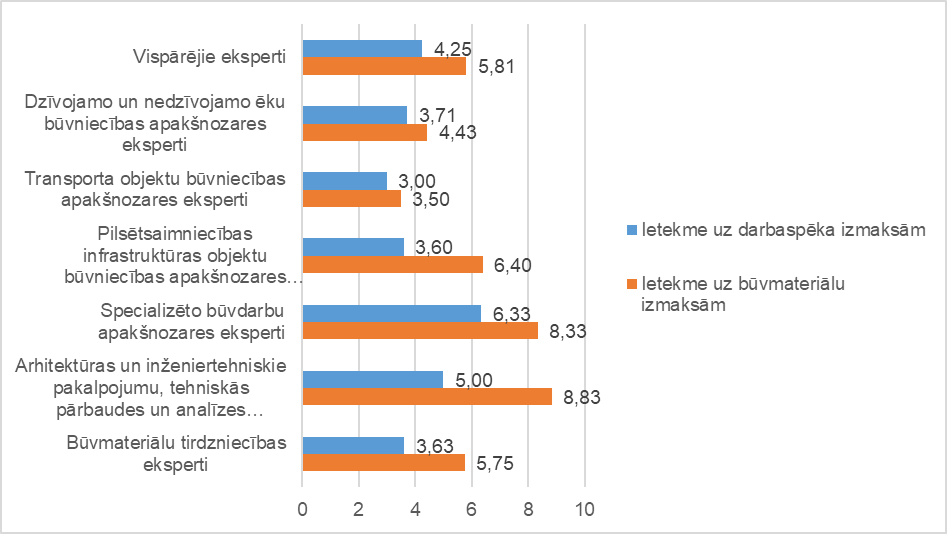 Vispārējie eksperti
4,25
5,81
Dzīvojamo un nedzīvojamo ēku
būvniecības apakšnozares
eksperti
3,71
4,43
Transporta objektu būvniecības
apakšnozares eksperti
3,00
3,50
Pilsētsaimniecības
infrastruktūras objektu
būvniecības apakšnozares…
3,60
6,40
Specializēto būvdarbu
apakšnozares eksperti
6,33
8,33
Arhitektūras un inženiertehniskie
pakalpojumu, tehniskās
pārbaudes un analīzes…
5,00
8,83
Būvmateriālu tirdzniecības
eksperti
3,63
5,75
0 2 4 6 8 10
Ietekme uz darbaspēka izmaksām
Ietekme uz būvmateriālu
izmaksām